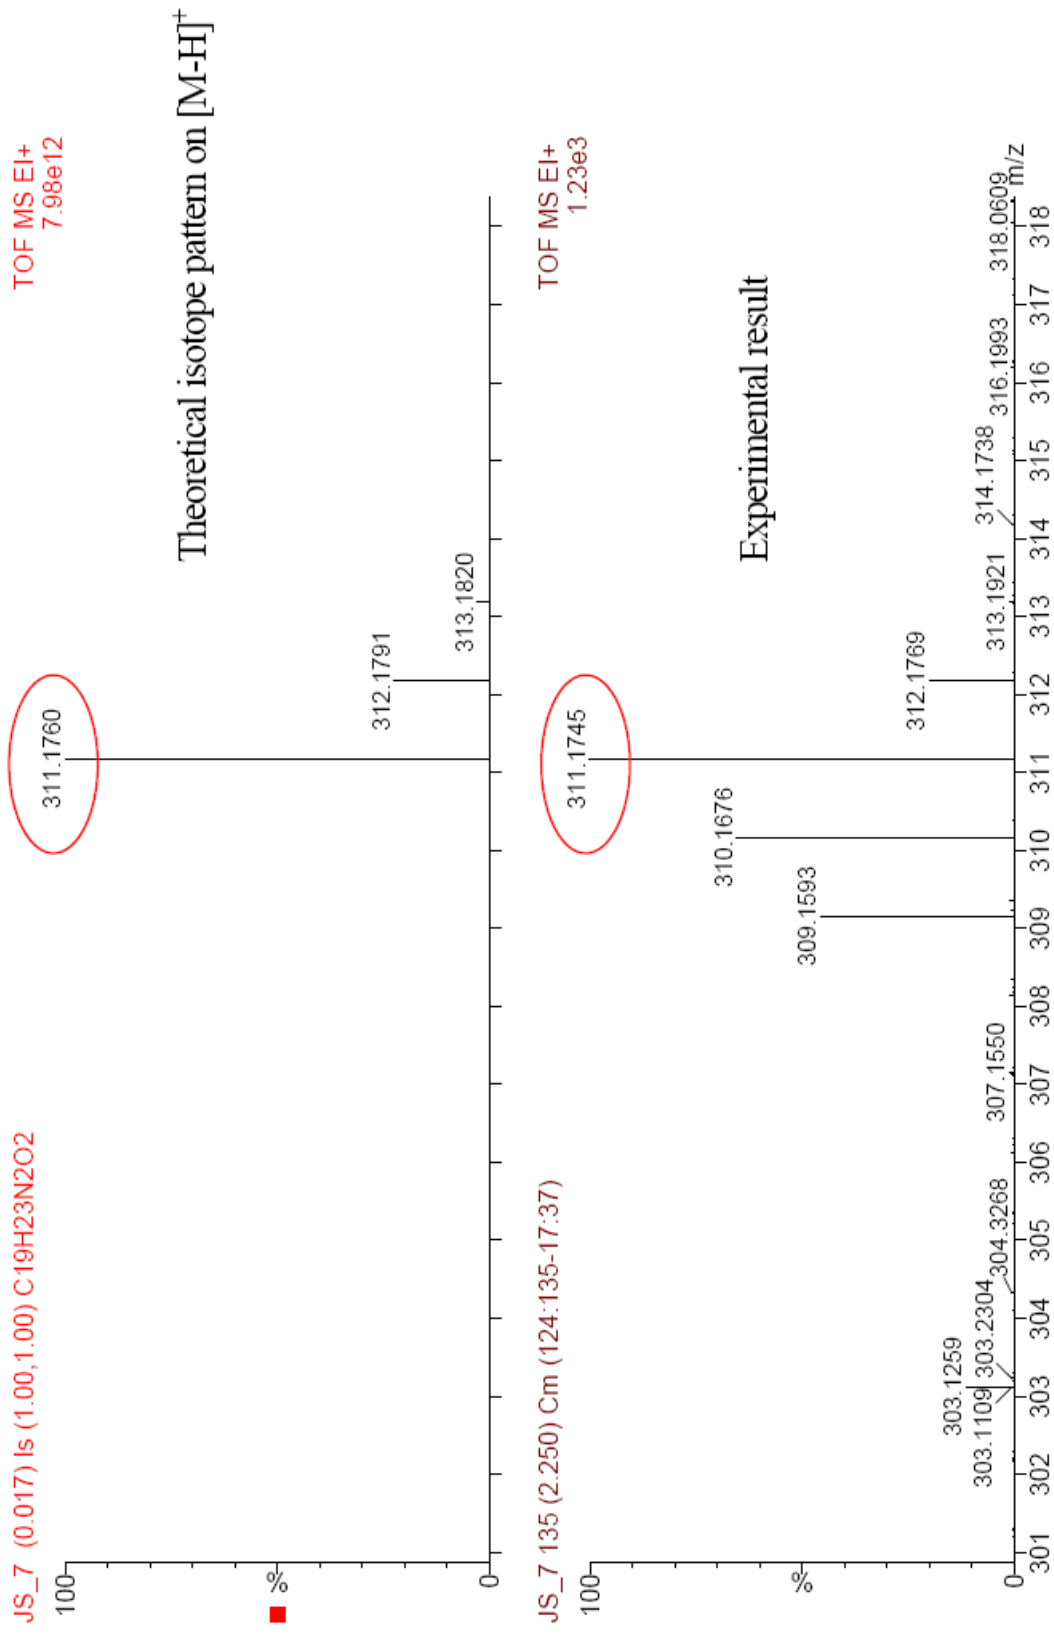 JS_7 (0.017) Is (1.00,1.00) C19H23N2O2
TOF MS EI+
7.98e12
Theoretical isotope pattern on [M-H]+
100
%
0
311.1760
312.1791
313.1820
JS_7 135 (2.250) Cm (124:135-17:37)
TOF MS EI+
1.23e3
Experimental result
100
%
0
311.1745
310.1676
309.1593
312.1769
303.1259
303.1109
303.2304
304.3268
307.1550
313.1921
314.1738
316.1993
318.0609
m/z
301 302 303 304 305 306 307 308 309 310 311 312 313 314 315 316 317 318